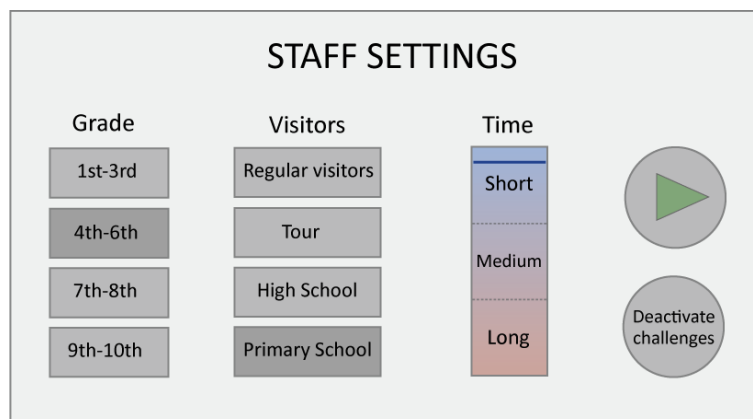 STAFF SETTINGS
Grade
1st-3rd
4th-6th
7th-8th
9th-10th
Visitors
Regular visitors
Tour
High School
Primary School
Time
Short
Medium
Long
Deactivate
challenges